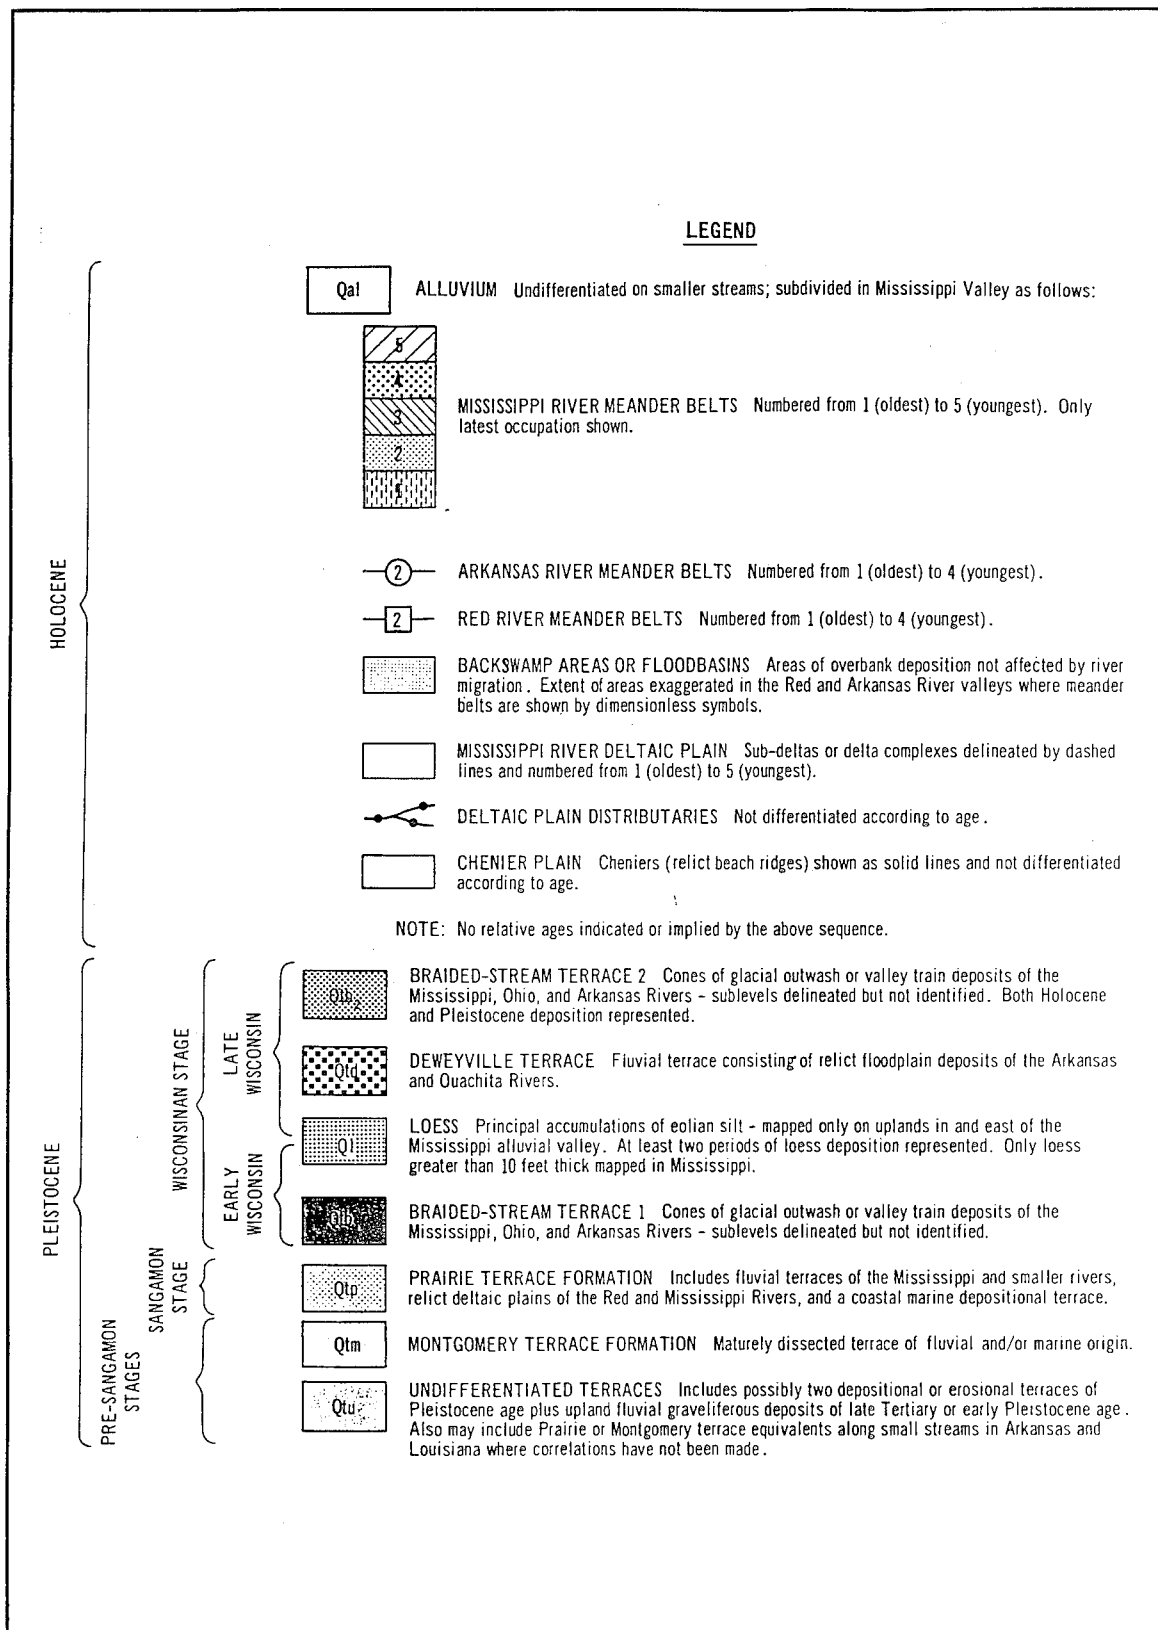 LEGEND
HOLOCENE
Qal
ALLUVIUM Undifferentiated on smaller streams; subdivided in Mississippi Valley as follows:
5
4
3
2
1
MISSISSIPPI RIVER MEANDER BELTS Numbered from 1 (oldest) to 5 (youngest). Only
latest occupation shown.
2
ARKANSAS RIVER MEANDER BELTS Numbered from 1 (oldest) to 4 (youngest).
2
RED RIVER MEANDER BELTS Numbered from 1 (oldest) to 4 (youngest).
BACKSWAMP AREAS OR FLOODBASINS Areas of overbank deposition not affected by river
migration. Extent of areas exaggerated in the Red and Arkansas River valleys where meander
belts are shown by dimensionless symbols.
MISSISSIPPI RIVER DELTAIC PLAIN Sub-deltas or delta complexes delineated by dashed
lines and numbered from 1 (oldest) to 5 (youngest).
DELTAIC PLAIN DISTRIBUTARIES Not differentiated according to age.
CHENIER PLAIN Cheniers (relict beach ridges) shown as solid lines and not differentiated
according to age.
NOTE: No relative ages indicated or implied by the above sequence.
PLEISTOCENE
WISCONSINAN STAGE
LATE
WISCONSIN
Qtb2
BRAIDED-STREAM TERRACE 2 Cones of glacial outwash or valley train deposits of the
Mississippi, Ohio, and Arkansas Rivers - sublevels delineated but not identified. Both Holocene
and Pleistocene deposition represented.
Qtd
DEWEYVILLE TERRACE Fluvial terrace consisting of relict floodplain deposits of the Arkansas
and Ouachita Rivers.
Ql
LOESS Principal accumulations of eolian silt - mapped only on uplands in and east of the
Mississippi alluvial valley. At least two periods of loess deposition represented. Only loess
greater than 10 feet thick mapped in Mississippi.
EARLY
WISCONSIN
BRAIDED-STREAM TERRACE 1 Cones of glacial outwash or valley train deposits of the
Mississippi, Ohio, and Arkansas Rivers - sublevels delineated but not identified.
SANGAMON
STAGE
Qtp
PRAIRIE TERRACE FORMATION Includes fluvial terraces of the Mississippi and smaller rivers,
relict deltaic plains of the Red and Mississippi Rivers, and a coastal marine depositional terrace.
PRE-SANGAMON
STAGES
Qtm
MONTGOMERY TERRACE FORMATION Maturely dissected terrace of fluvial and/or marine origin.
Qtu
UNDIFFERENTIATED TERRACES Includes possibly two depositional or erosional terraces of
Pleistocene age plus upland fluvial graveliferous deposits of late Tertiary or early Pleistocene age.
Also may include Prairie or Montgomery terrace equivalents along small streams in Arkansas and
Louisiana where correlations have not been made.